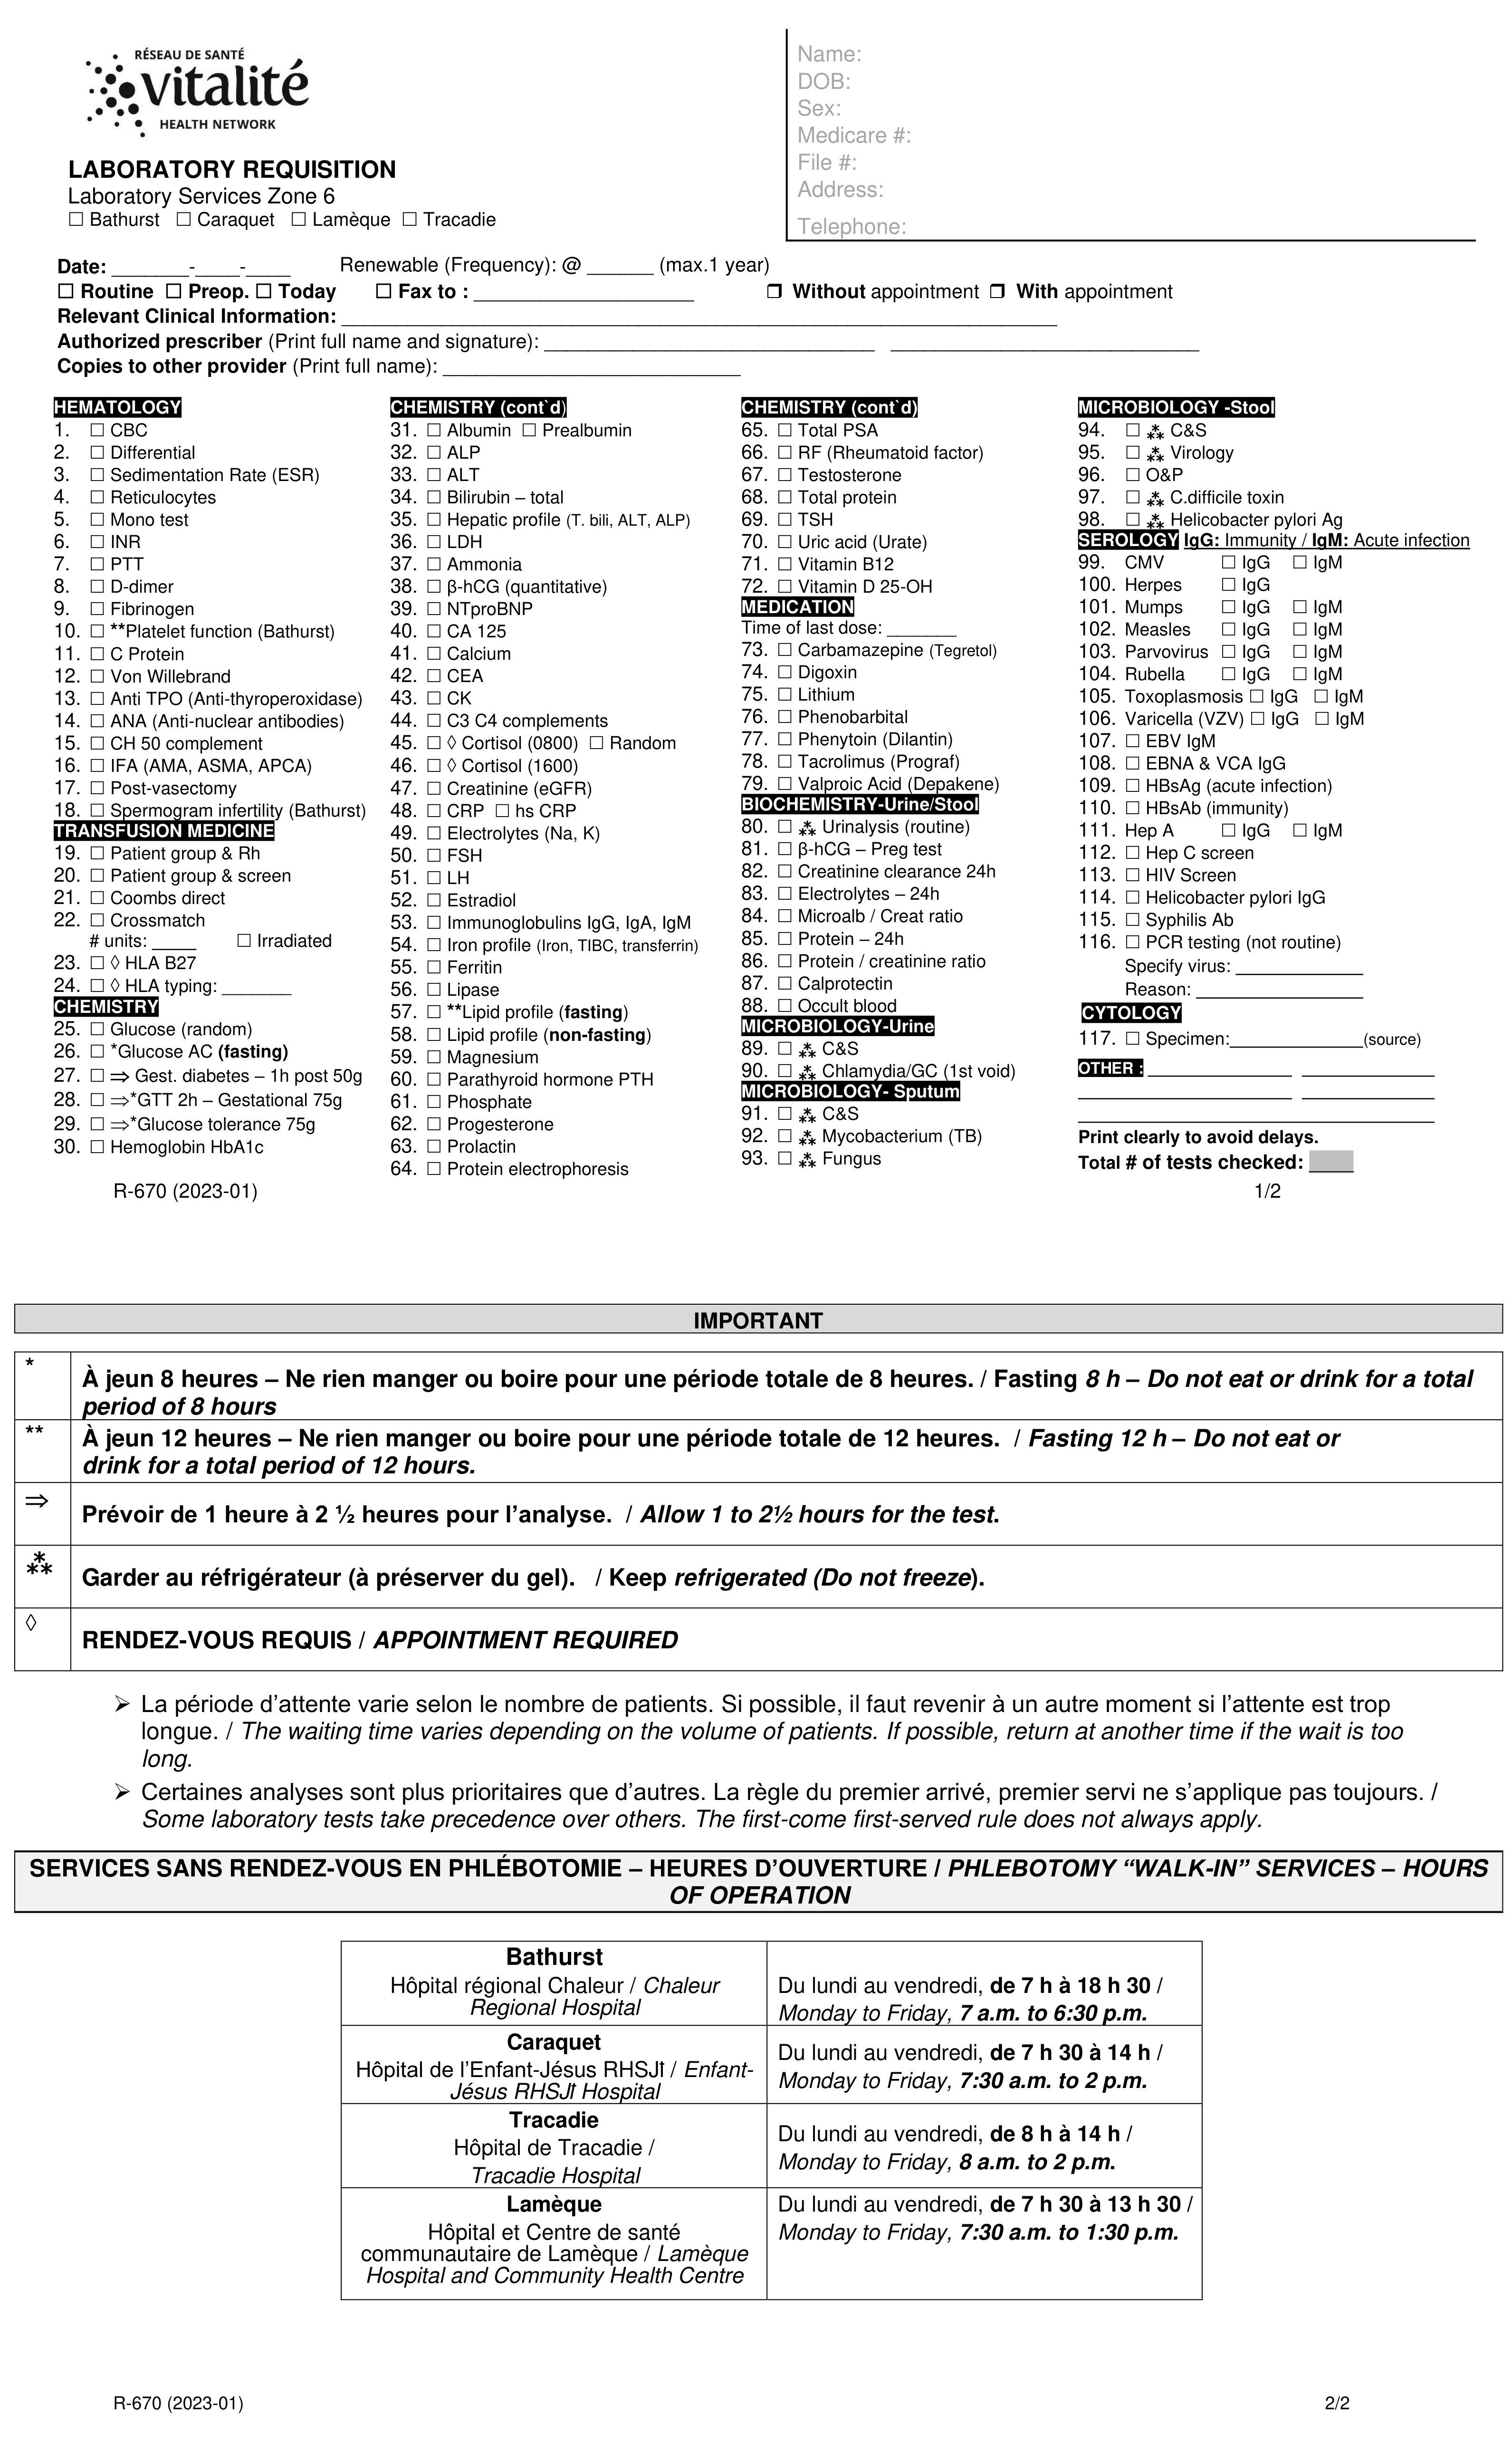 RÉSEAU DE SANTÉ
vitalité
HEALTH NETWORK
LABORATORY REQUISITION
Laboratory Services Zone 6
☐ Bathurst ☐ Caraquet ☐ Lamèque ☐ Tracadie
Name:
DOB:
Sex:
Medicare #:
File #:
Address:
Telephone:
Date: _______-____-____ Renewable (Frequency): @ ______ (max.1 year)
☐ Routine ☐ Preop. ☐ Today ☐ Fax to : ____________________ ❒ Without appointment ❒ With appointment
Relevant Clinical Information: _________________________________________________________________
Authorized prescriber (Print full name and signature): ______________________________ ____________________________
Copies to other provider (Print full name): ___________________________
HEMATOLOGY
1. ☐ CBC
2. ☐ Differential
3. ☐ Sedimentation Rate (ESR)
4. ☐ Reticulocytes
5. ☐ Mono test
6. ☐ INR
7. ☐ PTT
8. ☐ D-dimer
9. ☐ Fibrinogen
10. ☐ **Platelet function (Bathurst)
11. ☐ C Protein
12. ☐ Von Willebrand
13. ☐ Anti TPO (Anti-thyroperoxidase)
14. ☐ ANA (Anti-nuclear antibodies)
15. ☐ CH 50 complement
16. ☐ IFA (AMA, ASMA, APCA)
17. ☐ Post-vasectomy
18. ☐ Spermogram infertility (Bathurst)
TRANSFUSION MEDICINE
19. ☐ Patient group & Rh
20. ☐ Patient group & screen
21. ☐ Coombs direct
22. ☐ Crossmatch
# units: ____ ☐ Irradiated
23. ☐ ◊ HLA B27
24. ☐ ◊ HLA typing: _______
CHEMISTRY
25. ☐ Glucose (random)
26. ☐ *Glucose AC (fasting)
27. ☐ ⇒ Gest. diabetes – 1h post 50g
28. ☐ ⇒*GTT 2h – Gestational 75g
29. ☐ ⇒*Glucose tolerance 75g
30. ☐ Hemoglobin HbA1c
CHEMISTRY (cont`d)
31. ☐ Albumin ☐ Prealbumin
32. ☐ ALP
33. ☐ ALT
34. ☐ Bilirubin – total
35. ☐ Hepatic profile (T. bili, ALT, ALP)
36. ☐ LDH
37. ☐ Ammonia
38. ☐ β-hCG (quantitative)
39. ☐ NTproBNP
40. ☐ CA 125
41. ☐ Calcium
42. ☐ CEA
43. ☐ CK
44. ☐ C3 C4 complements
45. ☐ ◊ Cortisol (0800) ☐ Random
46. ☐ ◊ Cortisol (1600)
47. ☐ Creatinine (eGFR)
48. ☐ CRP ☐ hs CRP
49. ☐ Electrolytes (Na, K)
50. ☐ FSH
51. ☐ LH
52. ☐ Estradiol
53. ☐ Immunoglobulins IgG, IgA, IgM
54. ☐ Iron profile (Iron, TIBC, transferrin)
55. ☐ Ferritin
56. ☐ Lipase
57. ☐ **Lipid profile (fasting)
58. ☐ Lipid profile (non-fasting)
59. ☐ Magnesium
60. ☐ Parathyroid hormone PTH
61. ☐ Phosphate
62. ☐ Progesterone
63. ☐ Prolactin
64. ☐ Protein electrophoresis
CHEMISTRY (cont`d)
65. ☐ Total PSA
66. ☐ RF (Rheumatoid factor)
67. ☐ Testosterone
68. ☐ Total protein
69. ☐ TSH
70. ☐ Uric acid (Urate)
71. ☐ Vitamin B12
72. ☐ Vitamin D 25-OH
MEDICATION
Time of last dose: _______
73. ☐ Carbamazepine (Tegretol)
74. ☐ Digoxin
75. ☐ Lithium
76. ☐ Phenobarbital
77. ☐ Phenytoin (Dilantin)
78. ☐ Tacrolimus (Prograf)
79. ☐ Valproic Acid (Depakene)
BIOCHEMISTRY-Urine/Stool
80. ☐ ⁂ Urinalysis (routine)
81. ☐ β-hCG – Preg test
82. ☐ Creatinine clearance 24h
83. ☐ Electrolytes – 24h
84. ☐ Microalb / Creat ratio
85. ☐ Protein – 24h
86. ☐ Protein / creatinine ratio
87. ☐ Calprotectin
88. ☐ Occult blood
MICROBIOLOGY-Urine
89. ☐ ⁂ C&S
90. ☐ ⁂ Chlamydia/GC (1st void)
MICROBIOLOGY- Sputum
91. ☐ ⁂ C&S
92. ☐ ⁂ Mycobacterium (TB)
93. ☐ ⁂ Fungus
MICROBIOLOGY -Stool
94. ☐ ⁂ C&S
95. ☐ ⁂ Virology
96. ☐ O&P
97. ☐ ⁂ C.difficile toxin
98. ☐ ⁂ Helicobacter pylori Ag
SEROLOGY IgG: Immunity / IgM: Acute infection
99. CMV ☐ IgG ☐ IgM
100. Herpes ☐ IgG
101. Mumps ☐ IgG ☐ IgM
102. Measles ☐ IgG ☐ IgM
103. Parvovirus ☐ IgG ☐ IgM
104. Rubella ☐ IgG ☐ IgM
105. Toxoplasmosis ☐ IgG ☐ IgM
106. Varicella (VZV) ☐ IgG ☐ IgM
107. ☐ EBV IgM
108. ☐ EBNA & VCA IgG
109. ☐ HBsAg (acute infection)
110. ☐ HBsAb (immunity)
111. Hep A ☐ IgG ☐ IgM
112. ☐ Hep C screen
113. ☐ HIV Screen
114. ☐ Helicobacter pylori IgG
115. ☐ Syphilis Ab
116. ☐ PCR testing (not routine)
Specify virus: ____________
Reason: ____________
CYTOLOGY
117. ☐ Specimen:____________(source)
OTHER : ____________ ____________
Print clearly to avoid delays.
Total # of tests checked: ____
R-670 (2023-01) 1/2
IMPORTANT
* À jeun 8 heures – Ne rien manger ou boire pour une période totale de 8 heures. / Fasting 8 h – Do not eat or drink for a total
period of 8 hours
** À jeun 12 heures – Ne rien manger ou boire pour une période totale de 12 heures. / Fasting 12 h – Do not eat or
drink for a total period of 12 hours.
⇒ Prévoir de 1 heure à 2 ½ heures pour l’analyse. / Allow 1 to 2½ hours for the test.
⁂ Garder au réfrigérateur (à préserver du gel). / Keep refrigerated (Do not freeze).
◊ RENDEZ-VOUS REQUIS / APPOINTMENT REQUIRED
➢ La période d’attente varie selon le nombre de patients. Si possible, il faut revenir à un autre moment si l’attente est trop
longue. / The waiting time varies depending on the volume of patients. If possible, return at another time if the wait is too
long.
➢ Certaines analyses sont plus prioritaires que d’autres. La règle du premier arrivé, premier servi ne s’applique pas toujours. /
Some laboratory tests take precedence over others. The first-come first-served rule does not always apply.
SERVICES SANS RENDEZ-VOUS EN PHLÉBOTOMIE – HEURES D’OUVERTURE / PHLEBOTOMY “WALK-IN” SERVICES – HOURS
OF OPERATION
Bathurst
Hôpital régional Chaleur / Chaleur
Regional Hospital
Du lundi au vendredi, de 7 h à 18 h 30 /
Monday to Friday, 7 a.m. to 6:30 p.m.
Caraquet
Hôpital de l’Enfant-Jésus RHSJ† / Enfant-
Jésus RHSJ† Hospital
Du lundi au vendredi, de 7 h 30 à 14 h /
Monday to Friday, 7:30 a.m. to 2 p.m.
Tracadie
Hôpital de Tracadie /
Tracadie Hospital
Du lundi au vendredi, de 8 h à 14 h /
Monday to Friday, 8 a.m. to 2 p.m.
Lamèque
Hôpital et Centre de santé
communautaire de Lamèque / Lamèque
Hospital and Community Health Centre
Du lundi au vendredi, de 7 h 30 à 13 h 30 /
Monday to Friday, 7:30 a.m. to 1:30 p.m.
R-670 (2023-01) 2/2